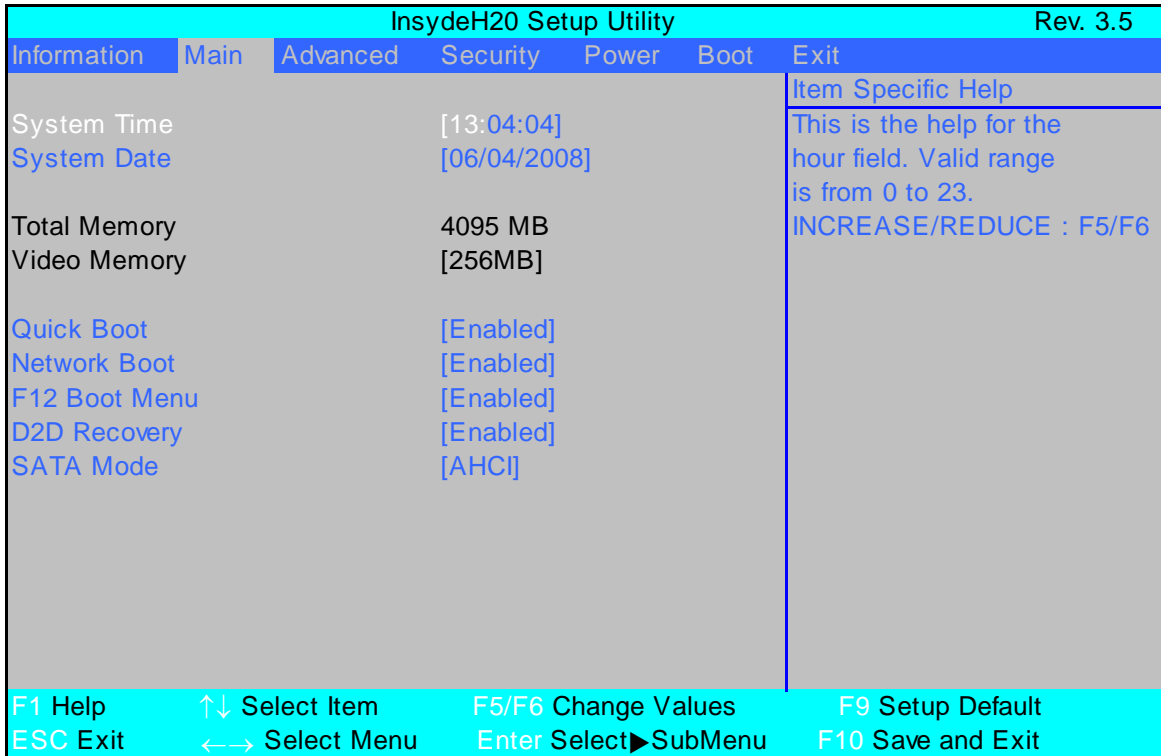 InsydeH20 Setup Utility Rev. 3.5
Information Main Advanced Security Power Boot Exit
Item Specific Help
System Time [13:04:04]
System Date [06/04/2008]
Total Memory 4095 MB
Video Memory [256MB]
Quick Boot [Enabled]
Network Boot [Enabled]
F12 Boot Menu [Enabled]
D2D Recovery [Enabled]
SATA Mode [AHCI]
This is the help for the
hour field. Valid range
is from 0 to 23.
INCREASE/REDUCE : F5/F6
F1 Help ↑↓ Select Item F5/F6 Change Values F9 Setup Default
ESC Exit ←→ Select Menu Enter Select▶SubMenu F10 Save and Exit